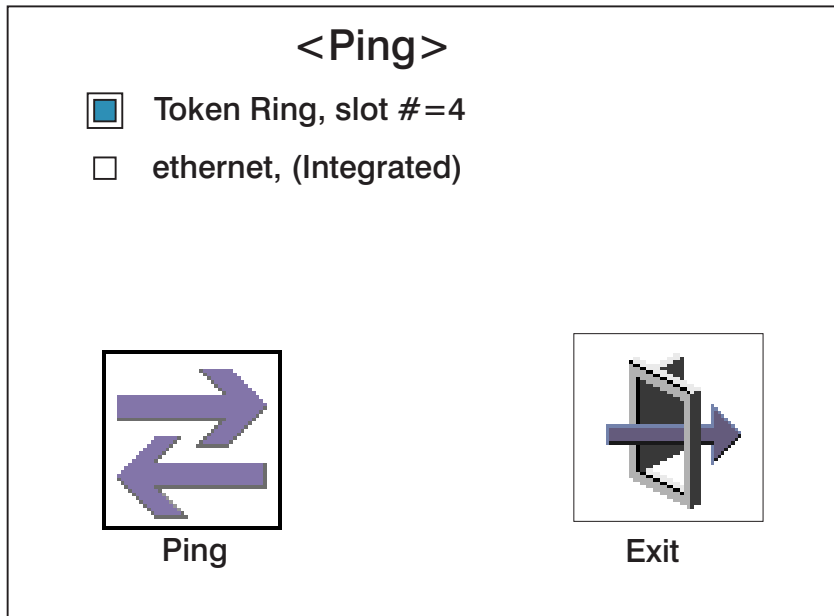 <Ping>
Token Ring, slot #=4
ethernet, (Integrated)
Ping
Exit